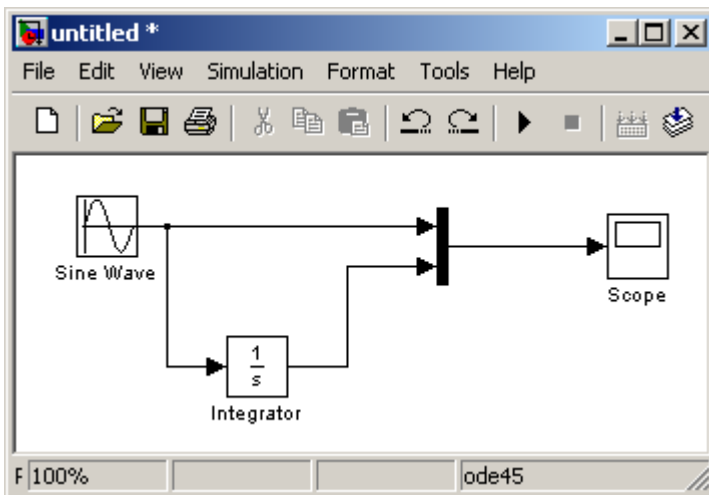 untitled *
File Edit View Simulation Format Tools Help
Sine Wave
Scope
1
s
Integrator
F 100% ode45